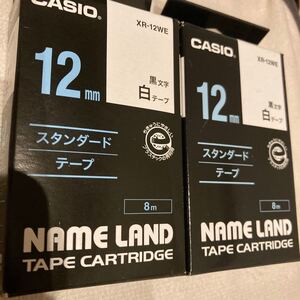 CASIO
XR-12WE
12mm
黒文字
白テープ
スタンダード
テープ
8m
NAME LAND
TAPE CARTRIDGE
CASIO
XR-12WE
12mm
黒文字
白テープ
スタンダード
テープ
8m
NAME LAND
TAPE CARTRIDGE